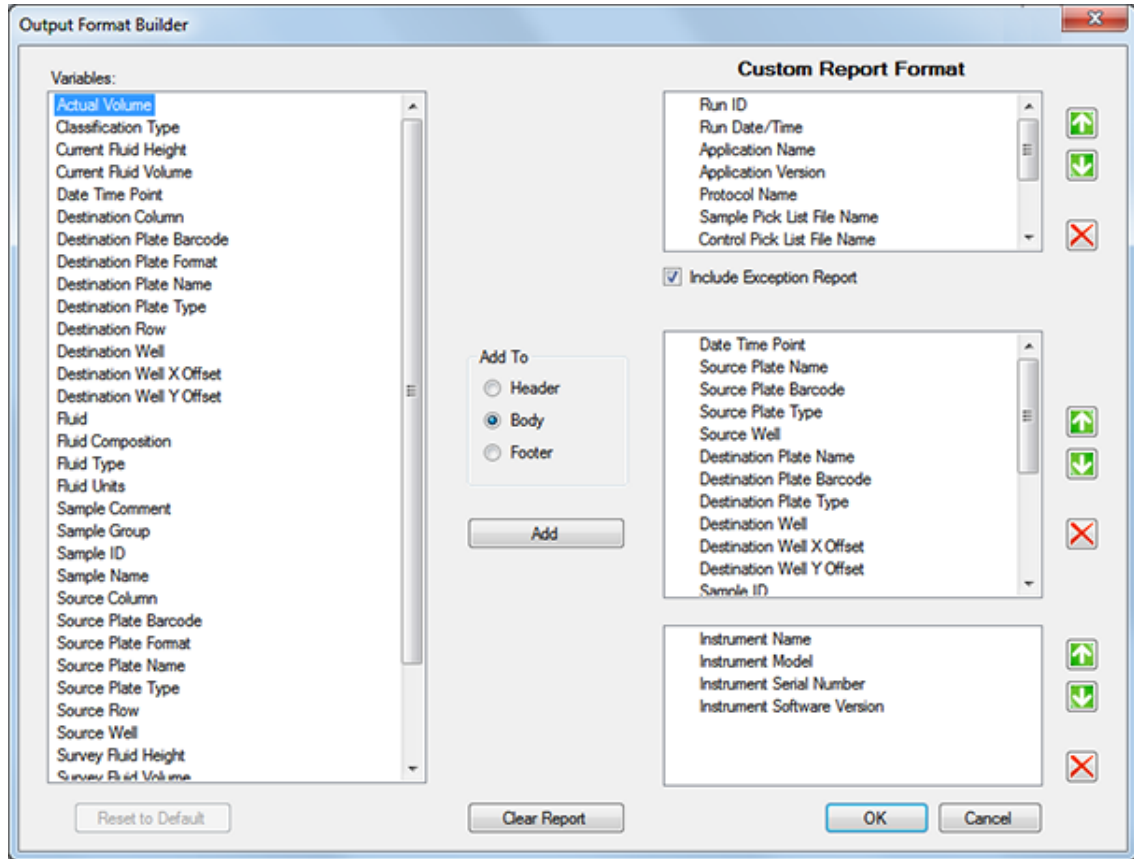 Output Format Builder
Variables:
Actual Volume
Classification Type
Current Fluid Height
Current Fluid Volume
Date Time Point
Destination Column
Destination Plate Barcode
Destination Plate Format
Destination Plate Name
Destination Plate Type
Destination Row
Destination Well
Destination Well X Offset
Destination Well Y Offset
Fluid
Fluid Composition
Fluid Type
Fluid Units
Sample Comment
Sample Group
Sample ID
Sample Name
Source Column
Source Plate Barcode
Source Plate Format
Source Plate Name
Source Plate Type
Source Row
Source Well
Survey Fluid Height
Survey Fluid Volume
Reset to Default
Add To
Header
Body
Footer
Add
Clear Report
Custom Report Format
Run ID
Run Date/Time
Application Name
Application Version
Protocol Name
Sample Pick List File Name
Control Pick List File Name
Include Exception Report
Date Time Point
Source Plate Name
Source Plate Barcode
Source Plate Type
Source Well
Destination Plate Name
Destination Plate Barcode
Destination Plate Type
Destination Well
Destination Well X Offset
Destination Well Y Offset
Sample ID
Instrument Name
Instrument Model
Instrument Serial Number
Instrument Software Version
OK
Cancel